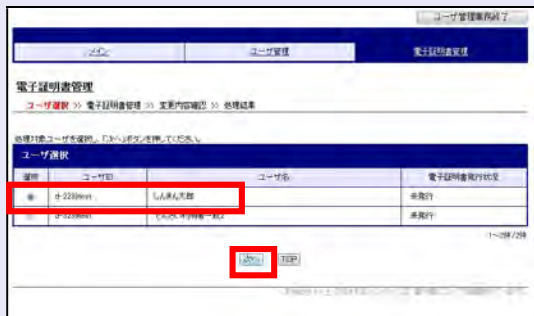 ユーザ管理業務終了
メイン ユーザ管理 電子証明書管理
電子証明書管理
ユーザ選択 >> 電子証明書管理 >> 変更内容確認 >> 処理結果
処理対象ユーザを選択し、「次へ」ボタンを押してください。
ユーザ選択
選択 ユーザID ユーザ名 電子証明書発行状況
しんきん太郎 未発行
未発行
1~2件/2件
次へ TOP